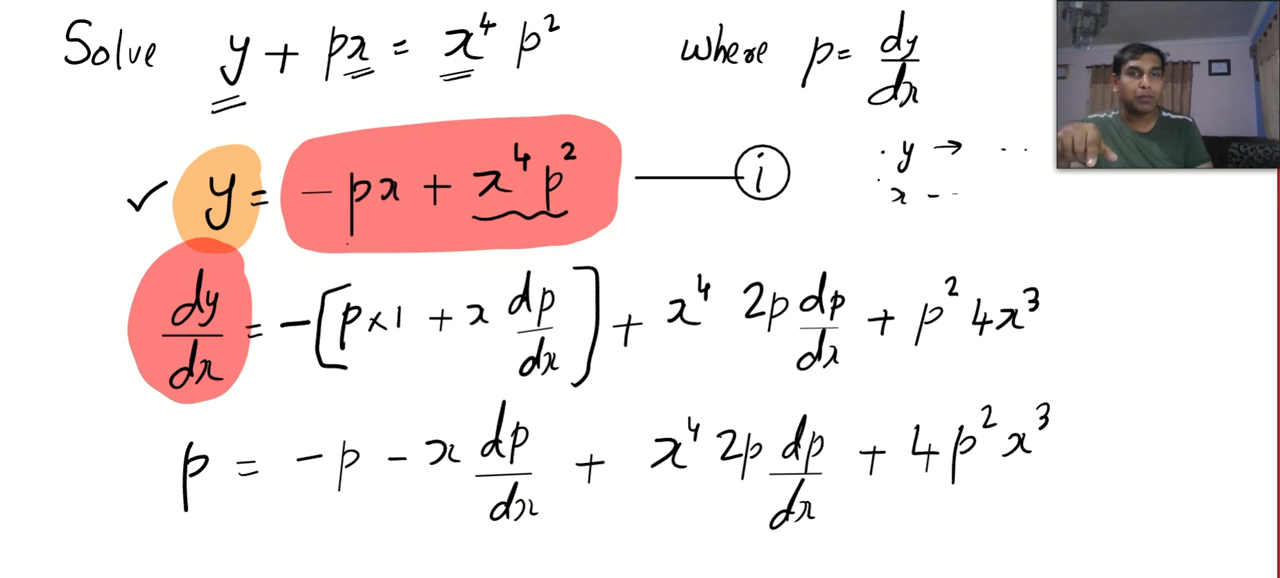 Solve y + px = x⁴ p² where p = dy/dx
✓ y = - px + x⁴p² —— (i)
. y → ..
. x - --
dy/dx = -[p×1 + x dp/dx] + x⁴ 2p dp/dx + p² 4x³
p = -p - x dp/dx + x⁴ 2p dp/dx + 4p²x³